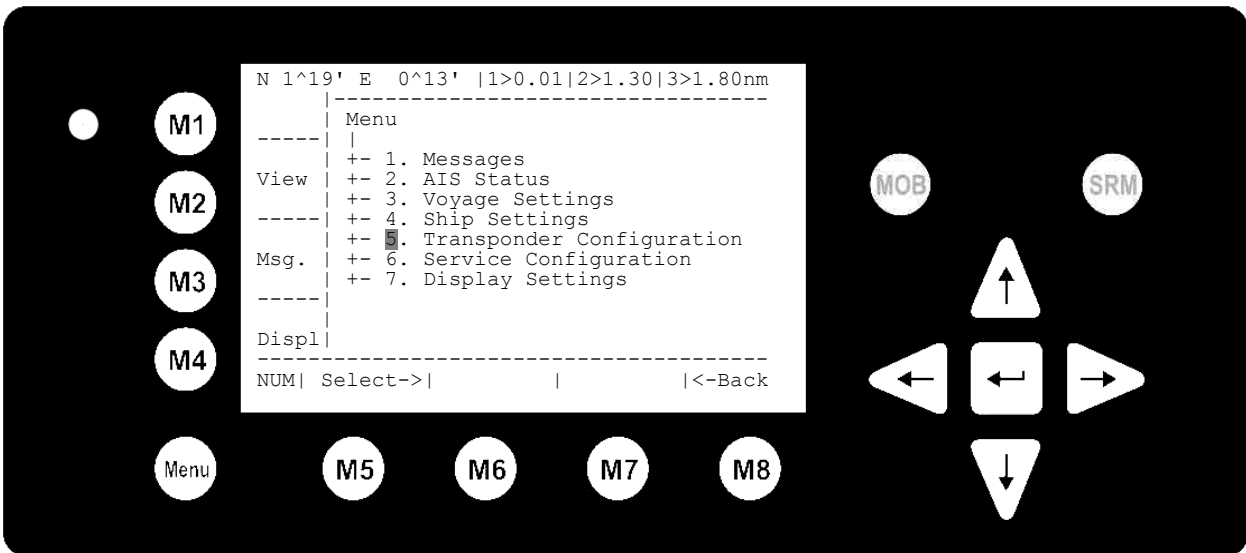 N 1^19' E  0^13' |1>0.01|2>1.30|3>1.80nm
Menu
+- 1. Messages
View | +- 2. AIS Status
+- 3. Voyage Settings
+- 4. Ship Settings
+- 5. Transponder Configuration
Msg. | +- 6. Service Configuration
+- 7. Display Settings
Displ|
NUM| Select->|       |       |<-Back
M1
M2
M3
M4
Menu
M5
M6
M7
M8
MOB
SRM